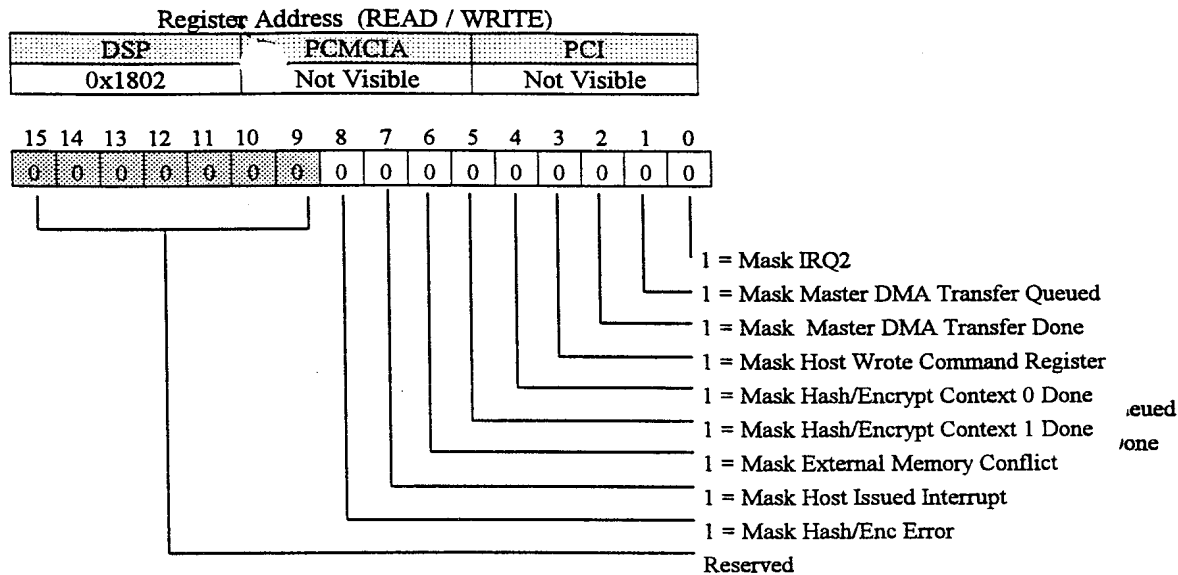 Register Address (READ / WRITE)
DSP PCMCIA PCI
0x1802 Not Visible Not Visible
15 14 13 12 11 10 9 8 7 6 5 4 3 2 1 0
0 0 0 0 0 0 0 0 0 0 0 0 0 0 0 0
1 = Mask IRQ2
1 = Mask Master DMA Transfer Queued
1 = Mask Master DMA Transfer Done
1 = Mask Host Wrote Command Register
1 = Mask Hash/Encrypt Context 0 Done
1 = Mask Hash/Encrypt Context 1 Done
1 = Mask External Memory Conflict
1 = Mask Host Issued Interrupt
1 = Mask Hash/Enc Error
Reserved